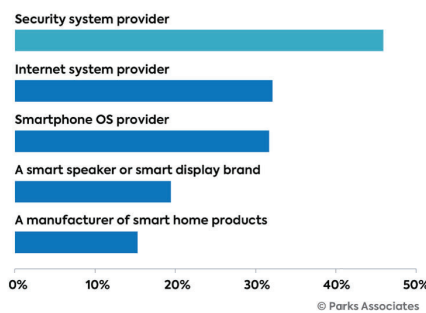 Security system provider
Internet system provider
Smartphone OS provider
A smart speaker or smart display brand
A manufacturer of smart home products
0% 10% 20% 30% 40% 50%
© Parks Associates